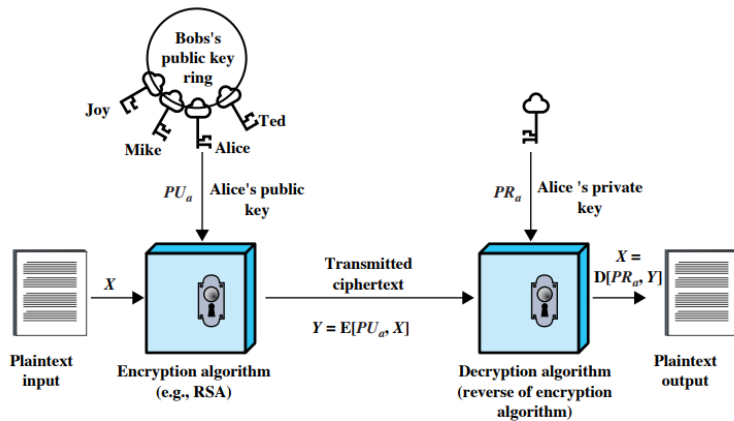 Bobs's
public key
ring
Joy
Ted
Mike
Alice
PUa
Alice's public
key
PRa
Alice 's private
key
X
Transmitted
ciphertext
X =
D[PRa, Y]
Y = E[PUa, X]
Plaintext
input
Encryption algorithm
(e.g., RSA)
Decryption algorithm
(reverse of encryption
algorithm)
Plaintext
output